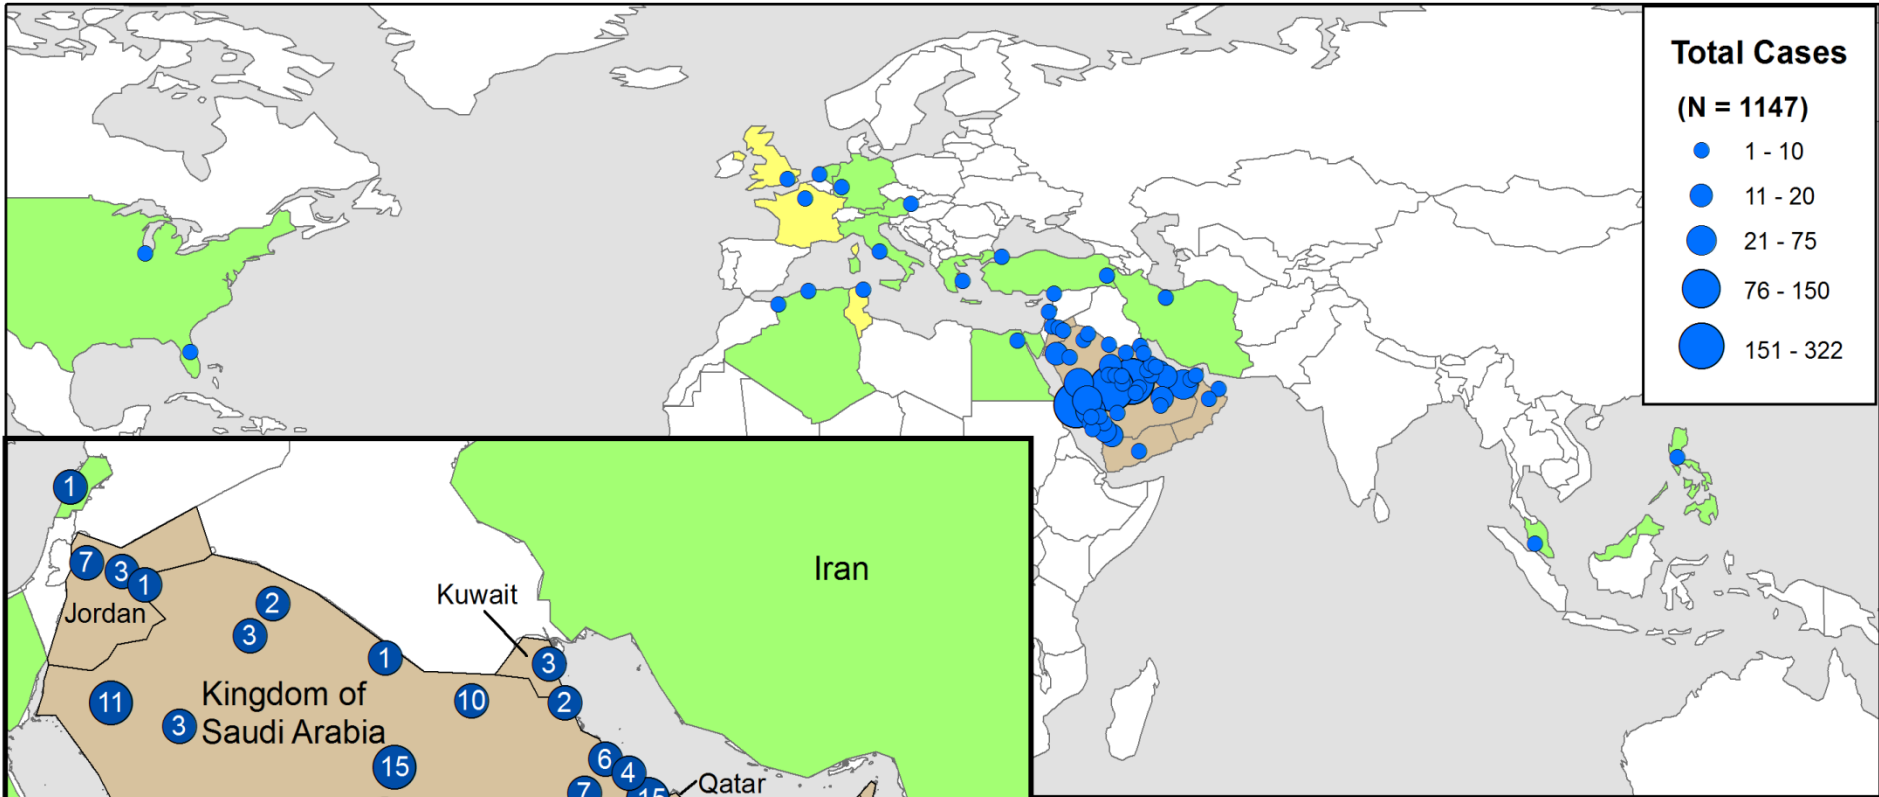 Total Cases
(N = 1147)
1 - 10
11 - 20
21 - 75
76 - 150
151 - 322
1
7
3
1
Jordan
2
3
1
Kuwait
3
2
Iran
11
3
Kingdom of
Saudi Arabia
10
15
6
4
7
15
Qatar